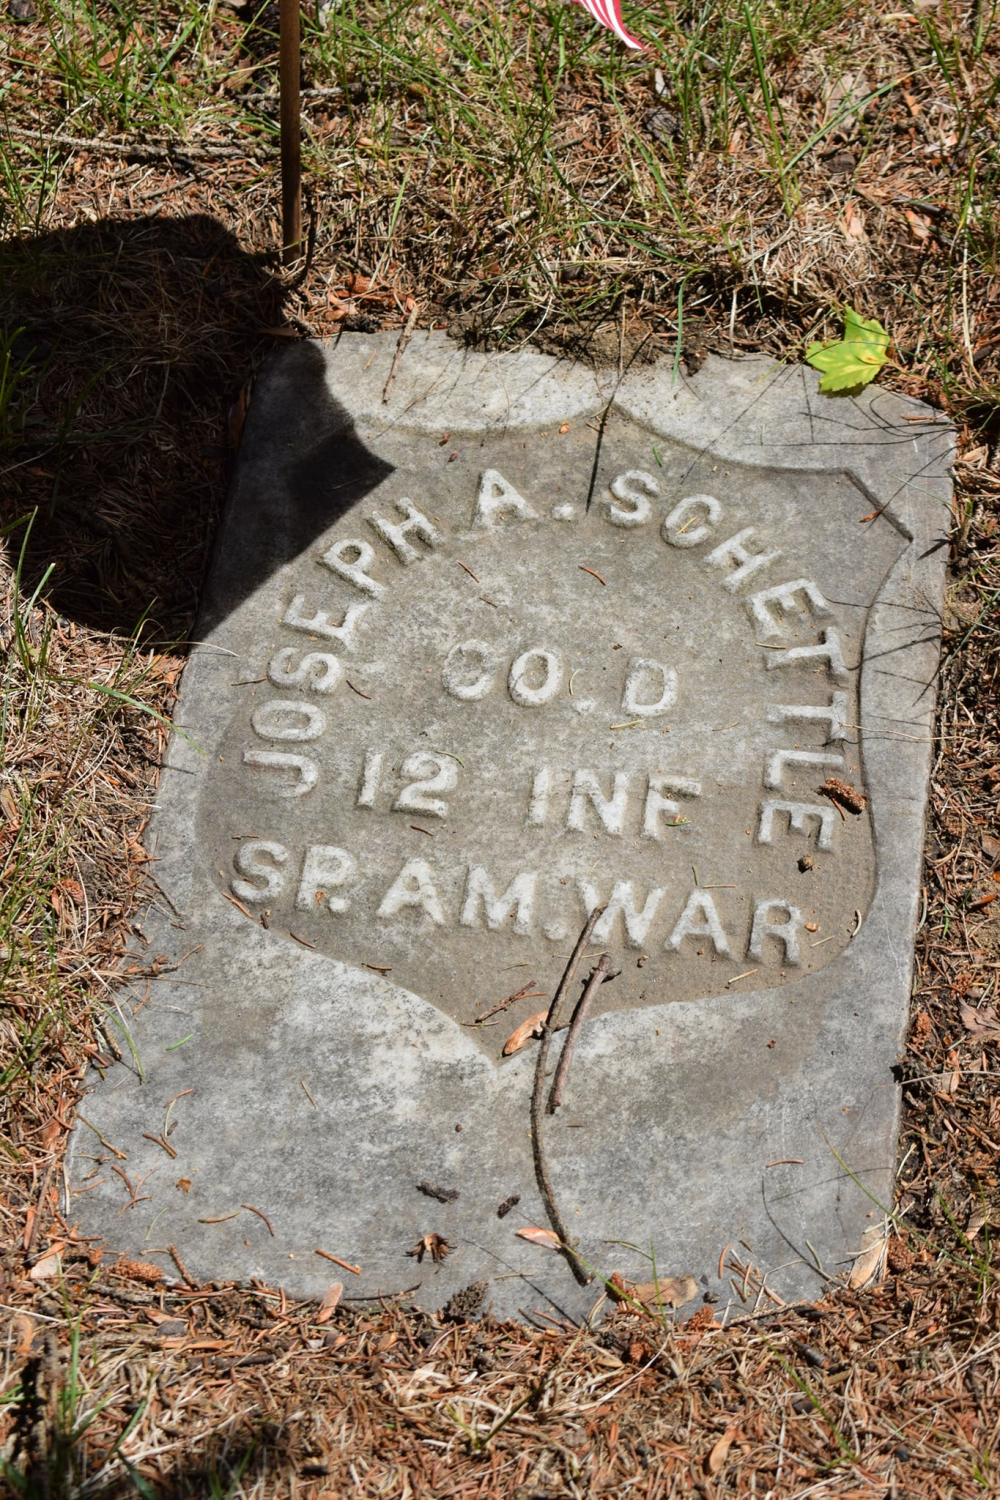 JOSEPH A. SCHETTLE
CO. D
12 INF
SP. AM. WAR